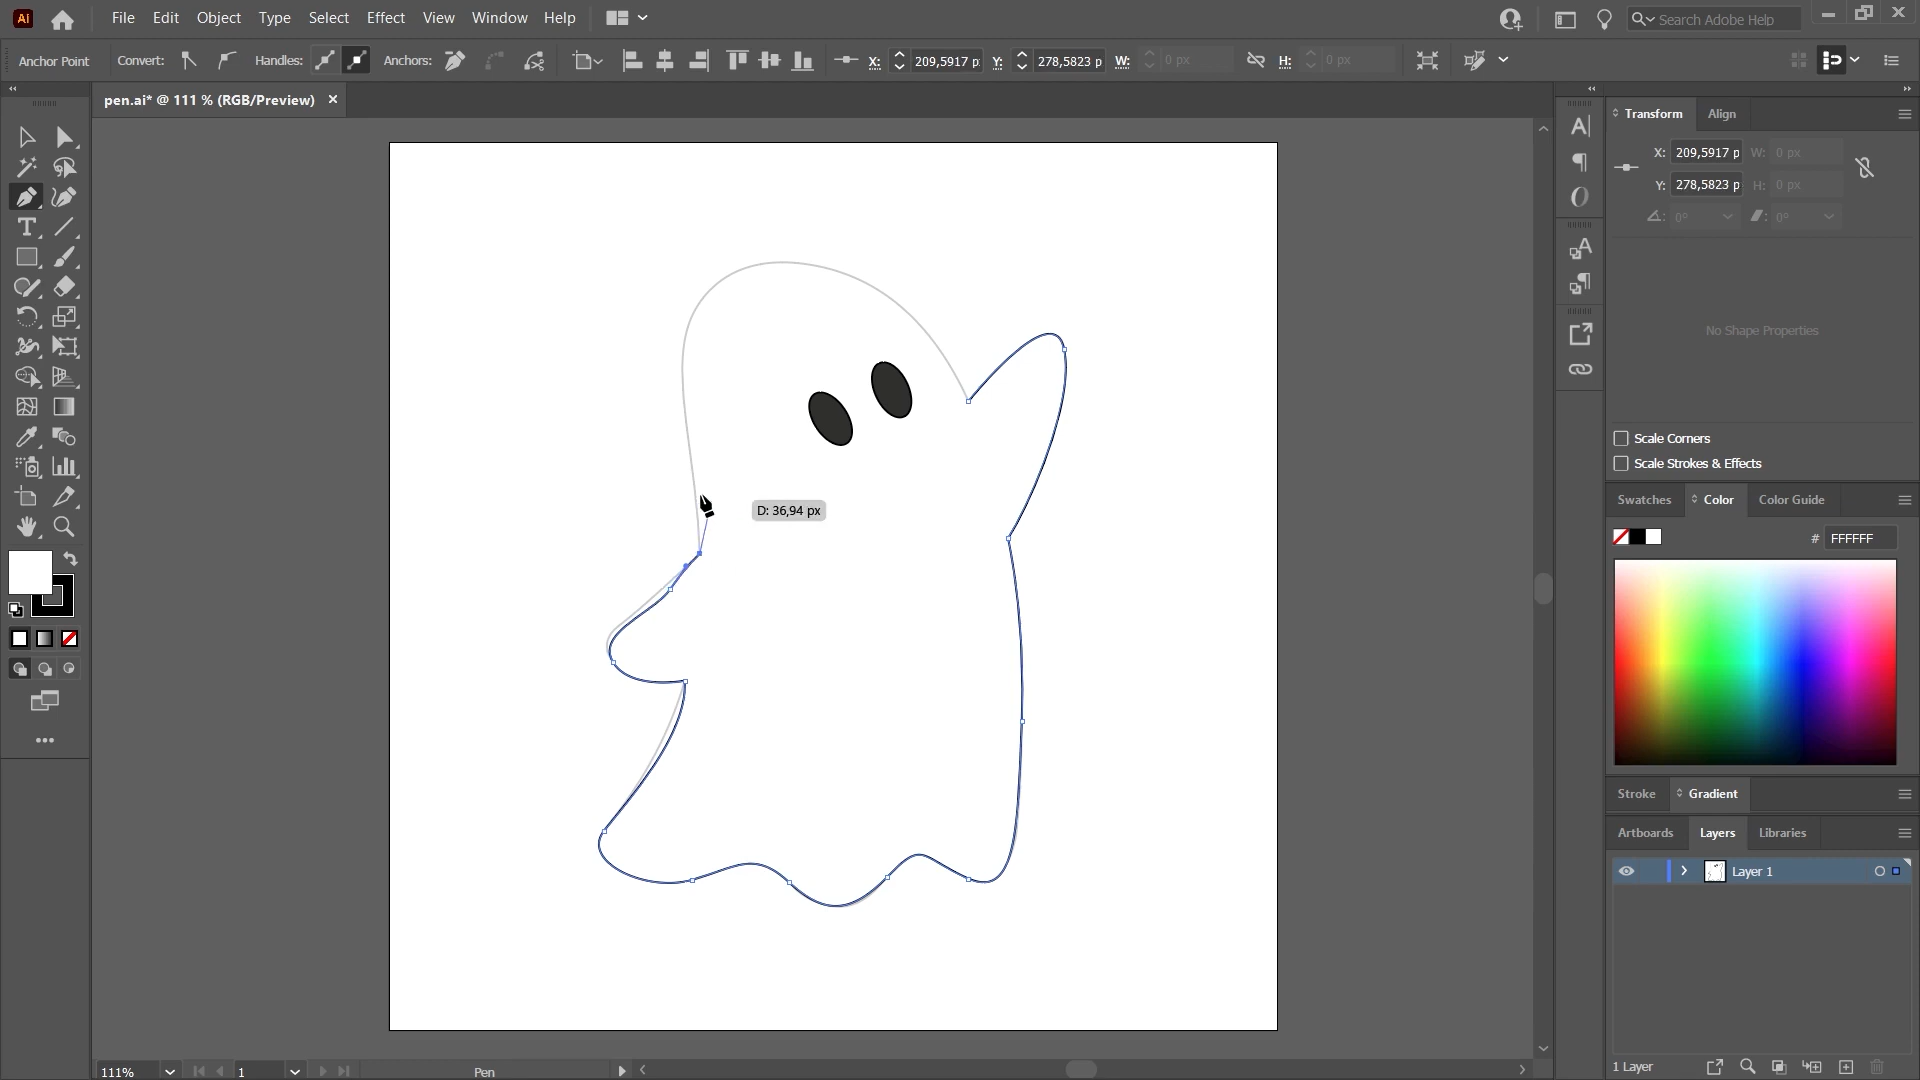 Ai File Edit Object Type Select Effect View Window Help Search Adobe Help
Anchor Point Convert: Handles: Anchors: X: 209,5917 p Y: 278,5823 p W: 0 px H: 0 px
pen.ai* @ 111 % (RGB/Preview) ×
Transform Align
X: 209,5917 p W: 0 px
Y: 278,5823 p H: 0 px
0° 0°
No Shape Properties
Scale Corners
Scale Strokes & Effects
Swatches Color Color Guide
D: 36,94 px
# FFFFFF
Stroke Gradient
Artboards Layers Libraries
Layer 1
1 Layer
111% 1 Pen